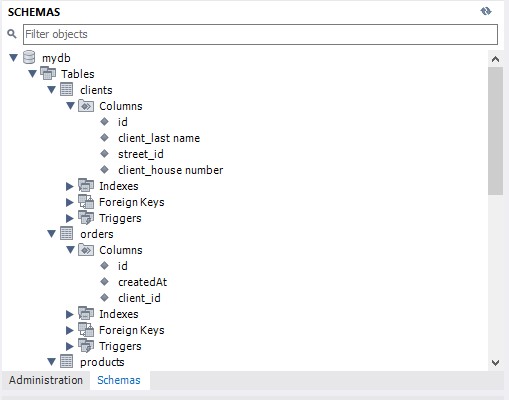 SCHEMAS
Filter objects
mydb
Tables
clients
Columns
id
client_last name
street_id
client_house number
Indexes
Foreign Keys
Triggers
orders
Columns
id
createdAt
client_id
Indexes
Foreign Keys
Triggers
products
Administration Schemas